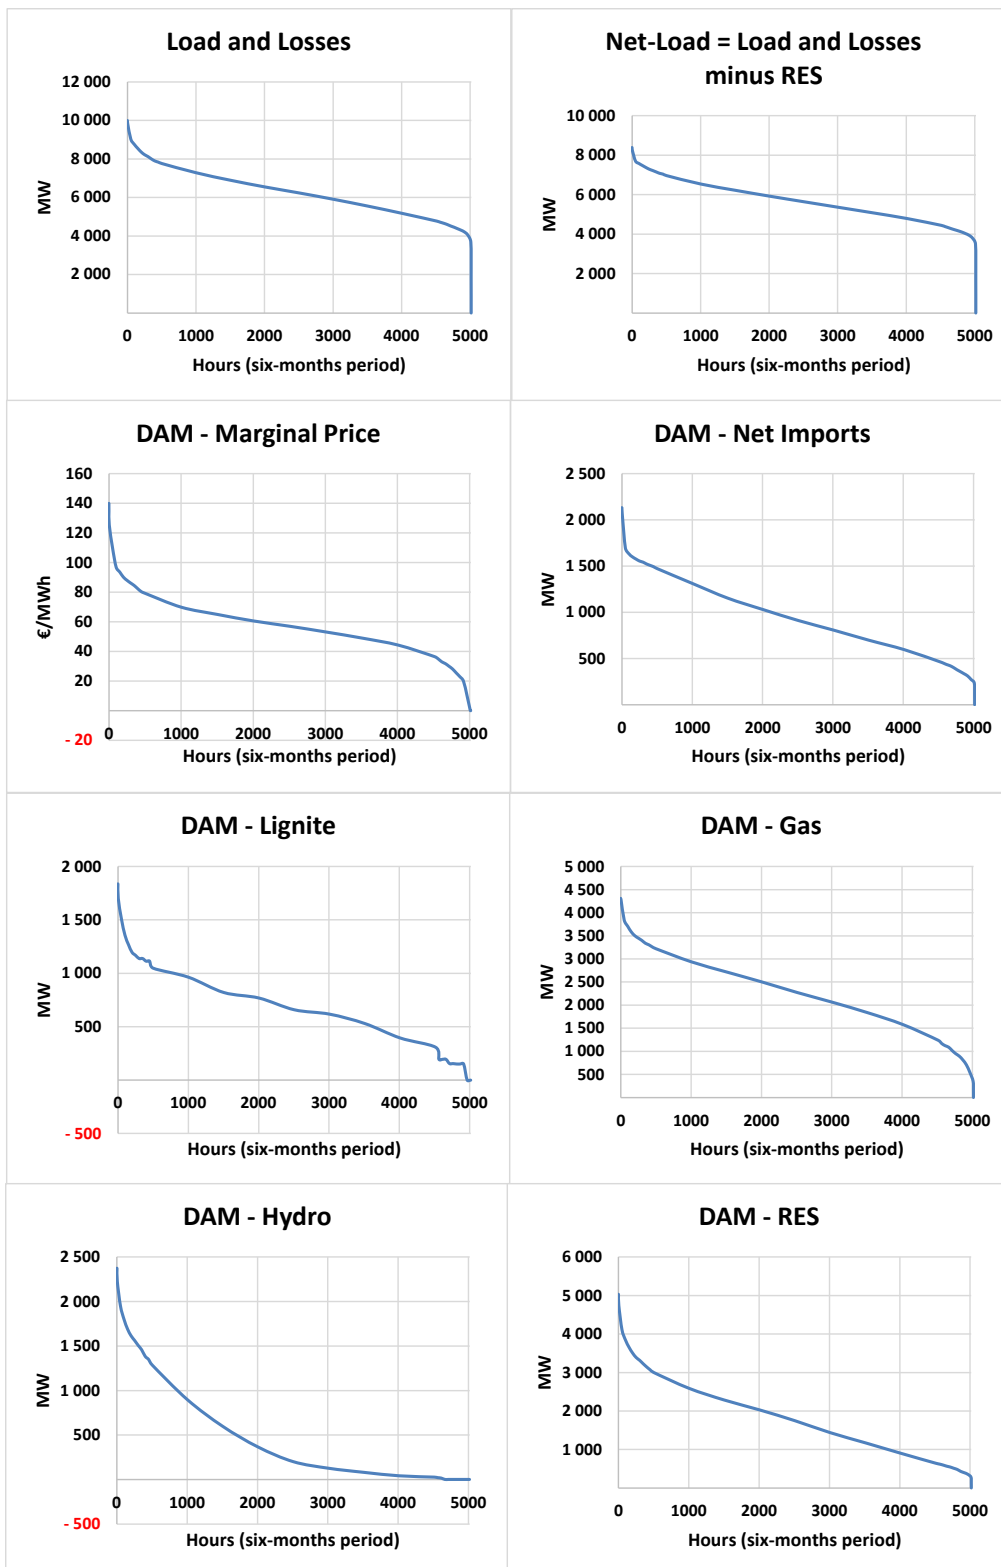 Load and Losses
12 000
10 000
8 000
6 000
4 000
2 000
MW
0 1000 2000 3000 4000 5000
Hours (six-months period)
Net-Load = Load and Losses
minus RES
10 000
8 000
6 000
4 000
2 000
MW
0 1000 2000 3000 4000 5000
Hours (six-months period)
DAM - Marginal Price
160
140
120
100
80
60
40
20
- 20
€/MWh
0 1000 2000 3000 4000 5000
Hours (six-months period)
DAM - Net Imports
2 500
2 000
1 500
1 000
500
MW
0 1000 2000 3000 4000 5000
Hours (six-months period)
DAM - Lignite
2 000
1 500
1 000
500
- 500
MW
0 1000 2000 3000 4000 5000
Hours (six-months period)
DAM - Gas
5 000
4 500
4 000
3 500
3 000
2 500
2 000
1 500
1 000
500
MW
0 1000 2000 3000 4000 5000
Hours (six-months period)
DAM - Hydro
2 500
2 000
1 500
1 000
500
- 500
MW
0 1000 2000 3000 4000 5000
Hours (six-months period)
DAM - RES
6 000
5 000
4 000
3 000
2 000
1 000
MW
0 1000 2000 3000 4000 5000
Hours (six-months period)